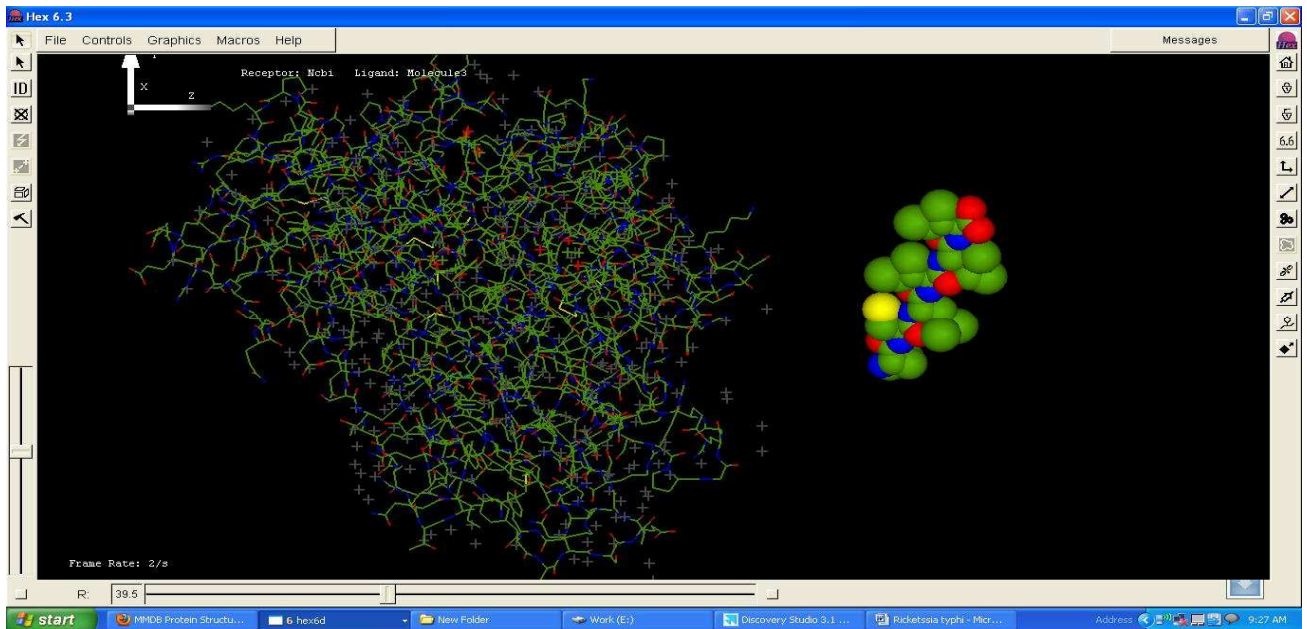 Hex 6.3
File Controls Graphics Macros Help Messages
Receptor: Ncbi Ligand: Molecule3
X
Z
ID
6.6
Frame Rate: 2/s
R: 39.5
start MMDB Protein Structu... 6 hex6d New Folder Work (E:) Discovery Studio 3.1 ... Ricketssia typhi - Micr... Address 9:27 AM